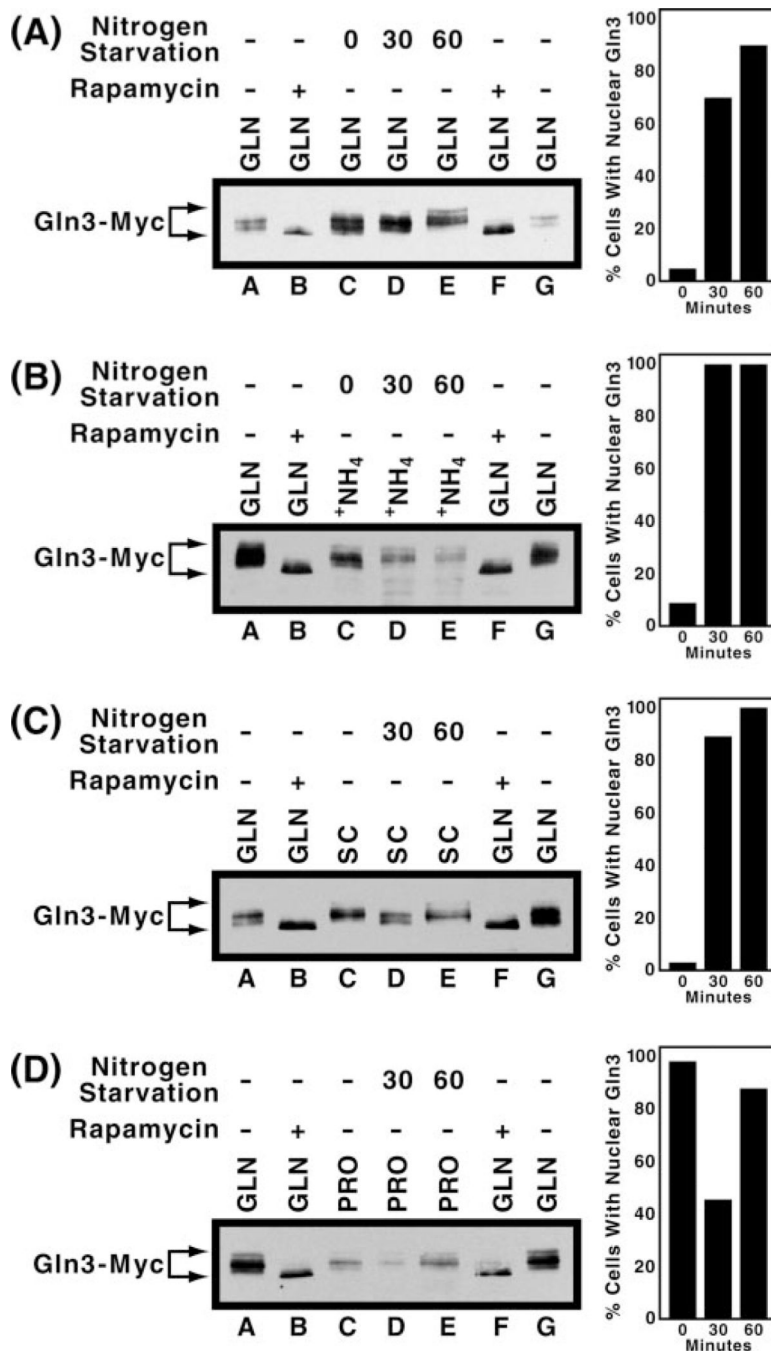 (A) Nitrogen Starvation - - 0 30 60 - -
Rapamycin - + - - - + -
GLN GLN GLN GLN GLN GLN GLN
Gln3-Myc
A B C D E F G
% Cells With Nuclear Gln3
100
80
60
40
20
0
0 30 60
Minutes
(B) Nitrogen Starvation - - 0 30 60 - -
Rapamycin - + - - - + -
GLN GLN +NH4 +NH4 +NH4 GLN GLN
Gln3-Myc
A B C D E F G
% Cells With Nuclear Gln3
100
80
60
40
20
0
0 30 60
Minutes
(C) Nitrogen Starvation - - - 30 60 - -
Rapamycin - + - - - + -
GLN GLN SC SC SC GLN GLN
Gln3-Myc
A B C D E F G
% Cells With Nuclear Gln3
100
80
60
40
20
0
0 30 60
Minutes
(D) Nitrogen Starvation - - - 30 60 - -
Rapamycin - + - - - + -
GLN GLN PRO PRO PRO GLN GLN
Gln3-Myc
A B C D E F G
% Cells With Nuclear Gln3
100
80
60
40
20
0
0 30 60
Minutes